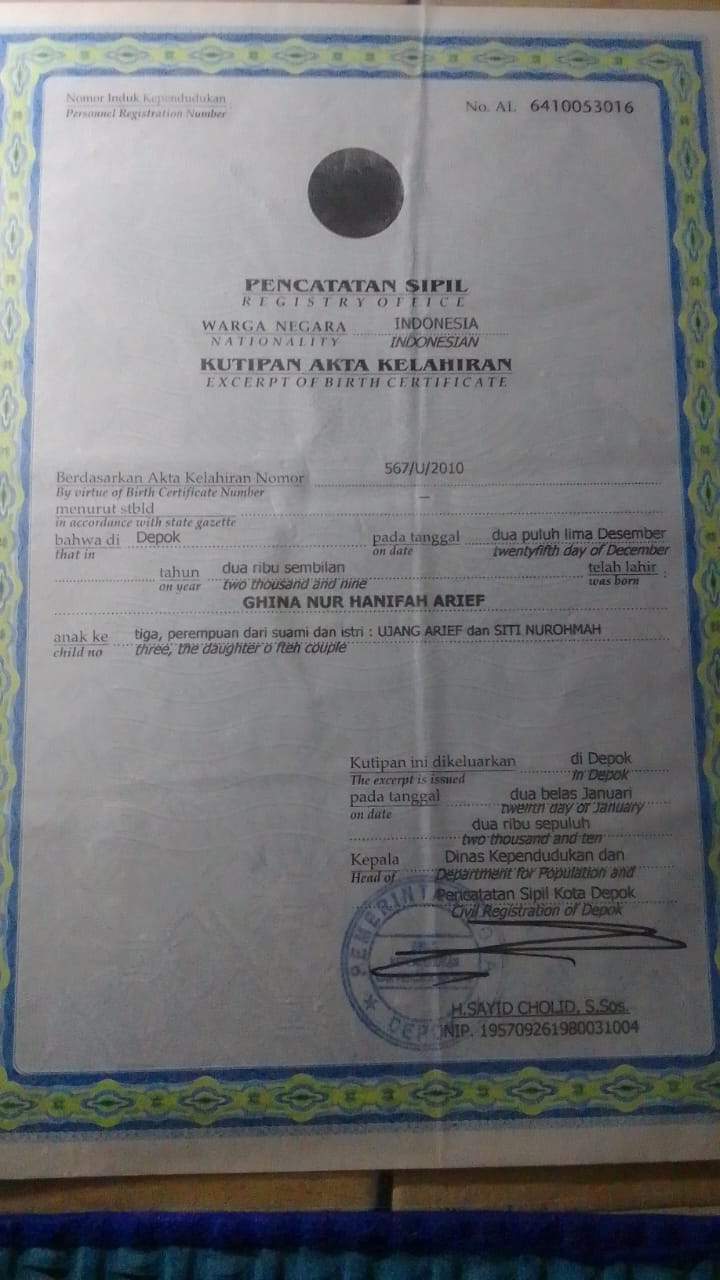 Nomor Induk Kependudukan
Personnel Registration Number
No. AL 6410053016
PENCATATAN SIPIL
REGISTRY OFFICE
WARGA NEGARA INDONESIA
NATIONALITY INDONESIAN
KUTIPAN AKTA KELAHIRAN
EXCERPT OF BIRTH CERTIFICATE
Berdasarkan Akta Kelahiran Nomor 567/U/2010
By virtue of Birth Certificate Number
menurut stbld –
in accordance with state gazette
bahwa di Depok pada tanggal dua puluh lima Desember
that in on date twentyfifth day of December
tahun dua ribu sembilan telah lahir :
on year two thousand and nine was born
GHINA NUR HANIFAH ARIEF
anak ke tiga, perempuan dari suami dan istri : UJANG ARIEF dan SITI NUROHMAH
child no three, the daughter o fteh couple
Kutipan ini dikeluarkan di Depok
The excerpt is issued in Depok
pada tanggal dua belas Januari
on date twelfth day of January
dua ribu sepuluh
two thousand and ten
Kepala Dinas Kependudukan dan
Head of Department for Population and
Pencatatan Sipil Kota Depok
Civil Registration of Depok
PEMERINTA
DEPOK
H.SAYID CHOLID, S.Sos.
NIP. 195709261980031004